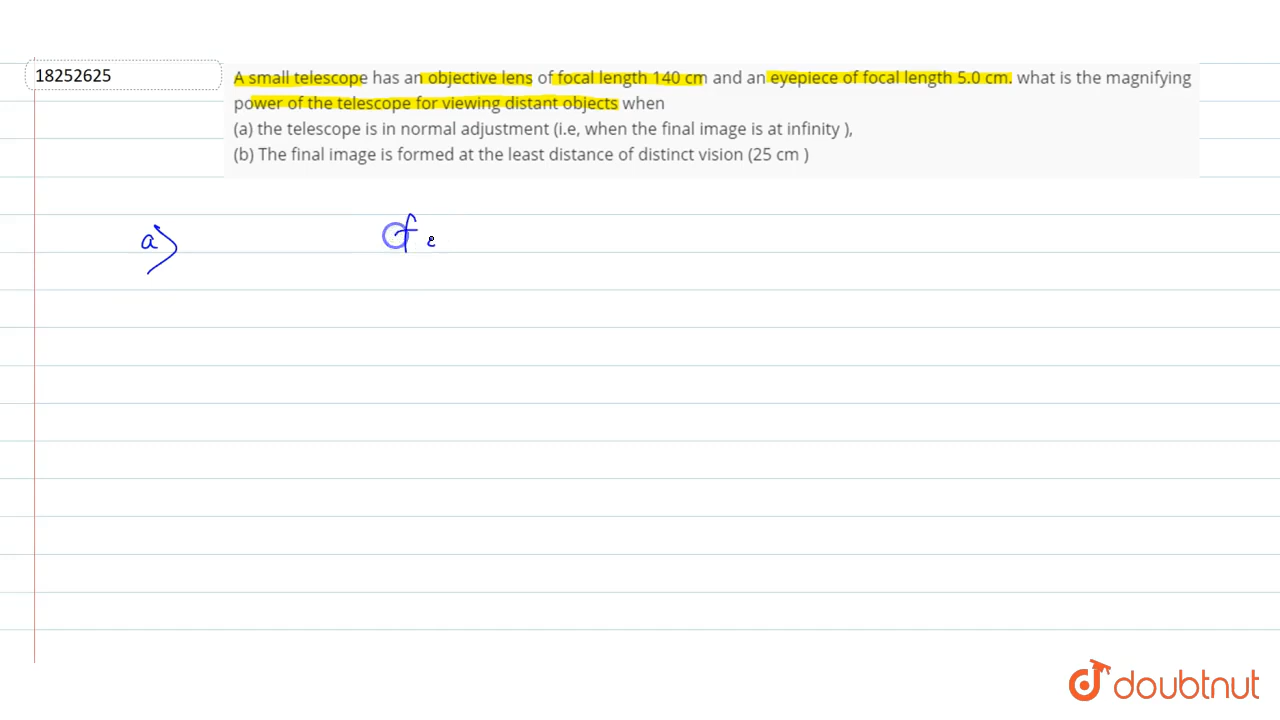 18252625
A small telescope has an objective lens of focal length 140 cm and an eyepiece of focal length 5.0 cm. what is the magnifying
power of the telescope for viewing distant objects when
(a) the telescope is in normal adjustment (i.e, when the final image is at infinity ),
(b) The final image is formed at the least distance of distinct vision (25 cm )
a) f e
doubtnut